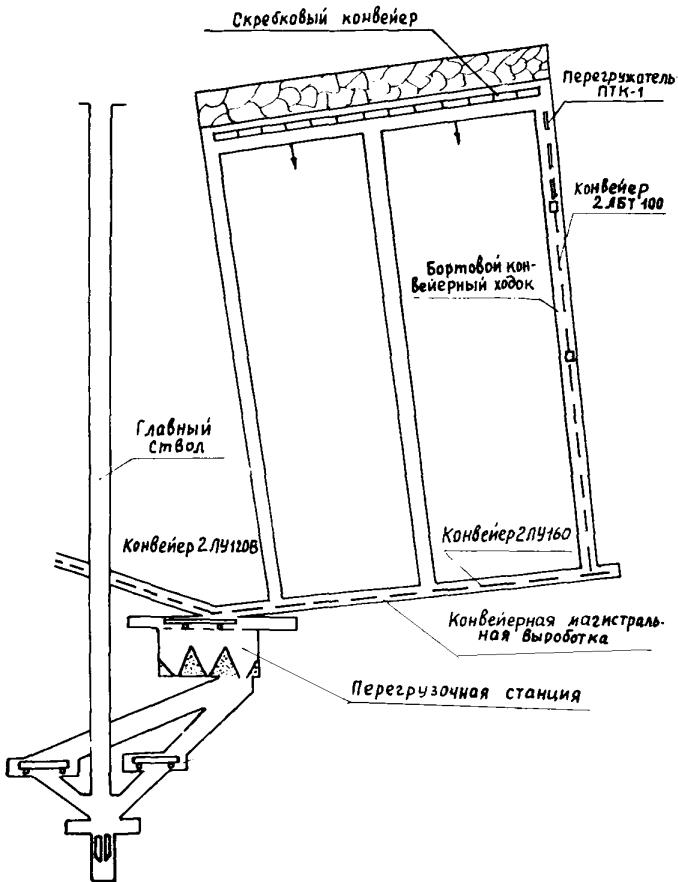 Скребковый конвейер
Перегружатель
ПТК-1
Конвейер
2ЛБТ 100
Бортовой кон-
вейерный ходок
Главный
ствол
Конвейер 2ЛУ120В
Конвейер 2ЛУ160
Конвейерная магистраль-
ная выроботка
Перегрузочная станция